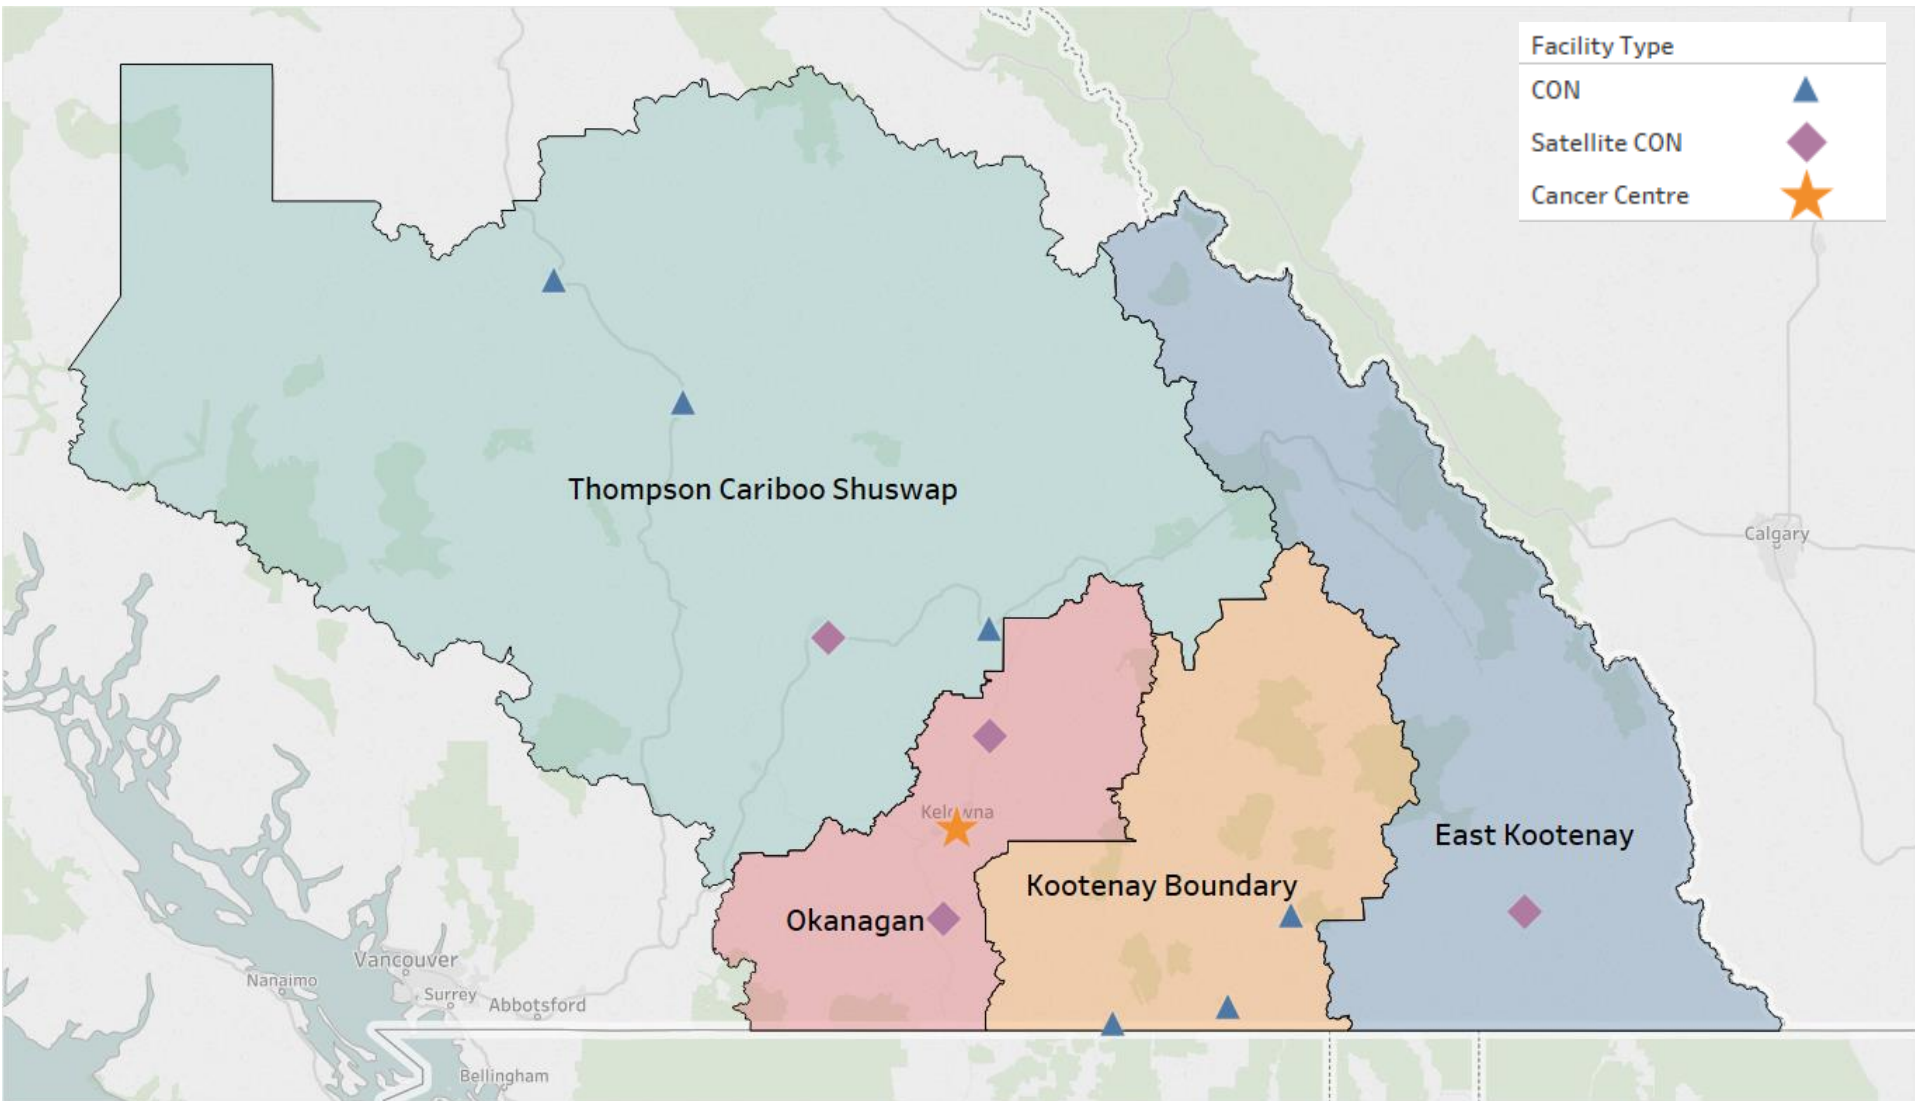 Facility Type
CON
Satellite CON
Cancer Centre
Thompson Cariboo Shuswap
Calgary
Kelowna
East Kootenay
Kootenay Boundary
Okanagan
Vancouver
Nanaimo
Surrey
Abbotsford
Bellingham